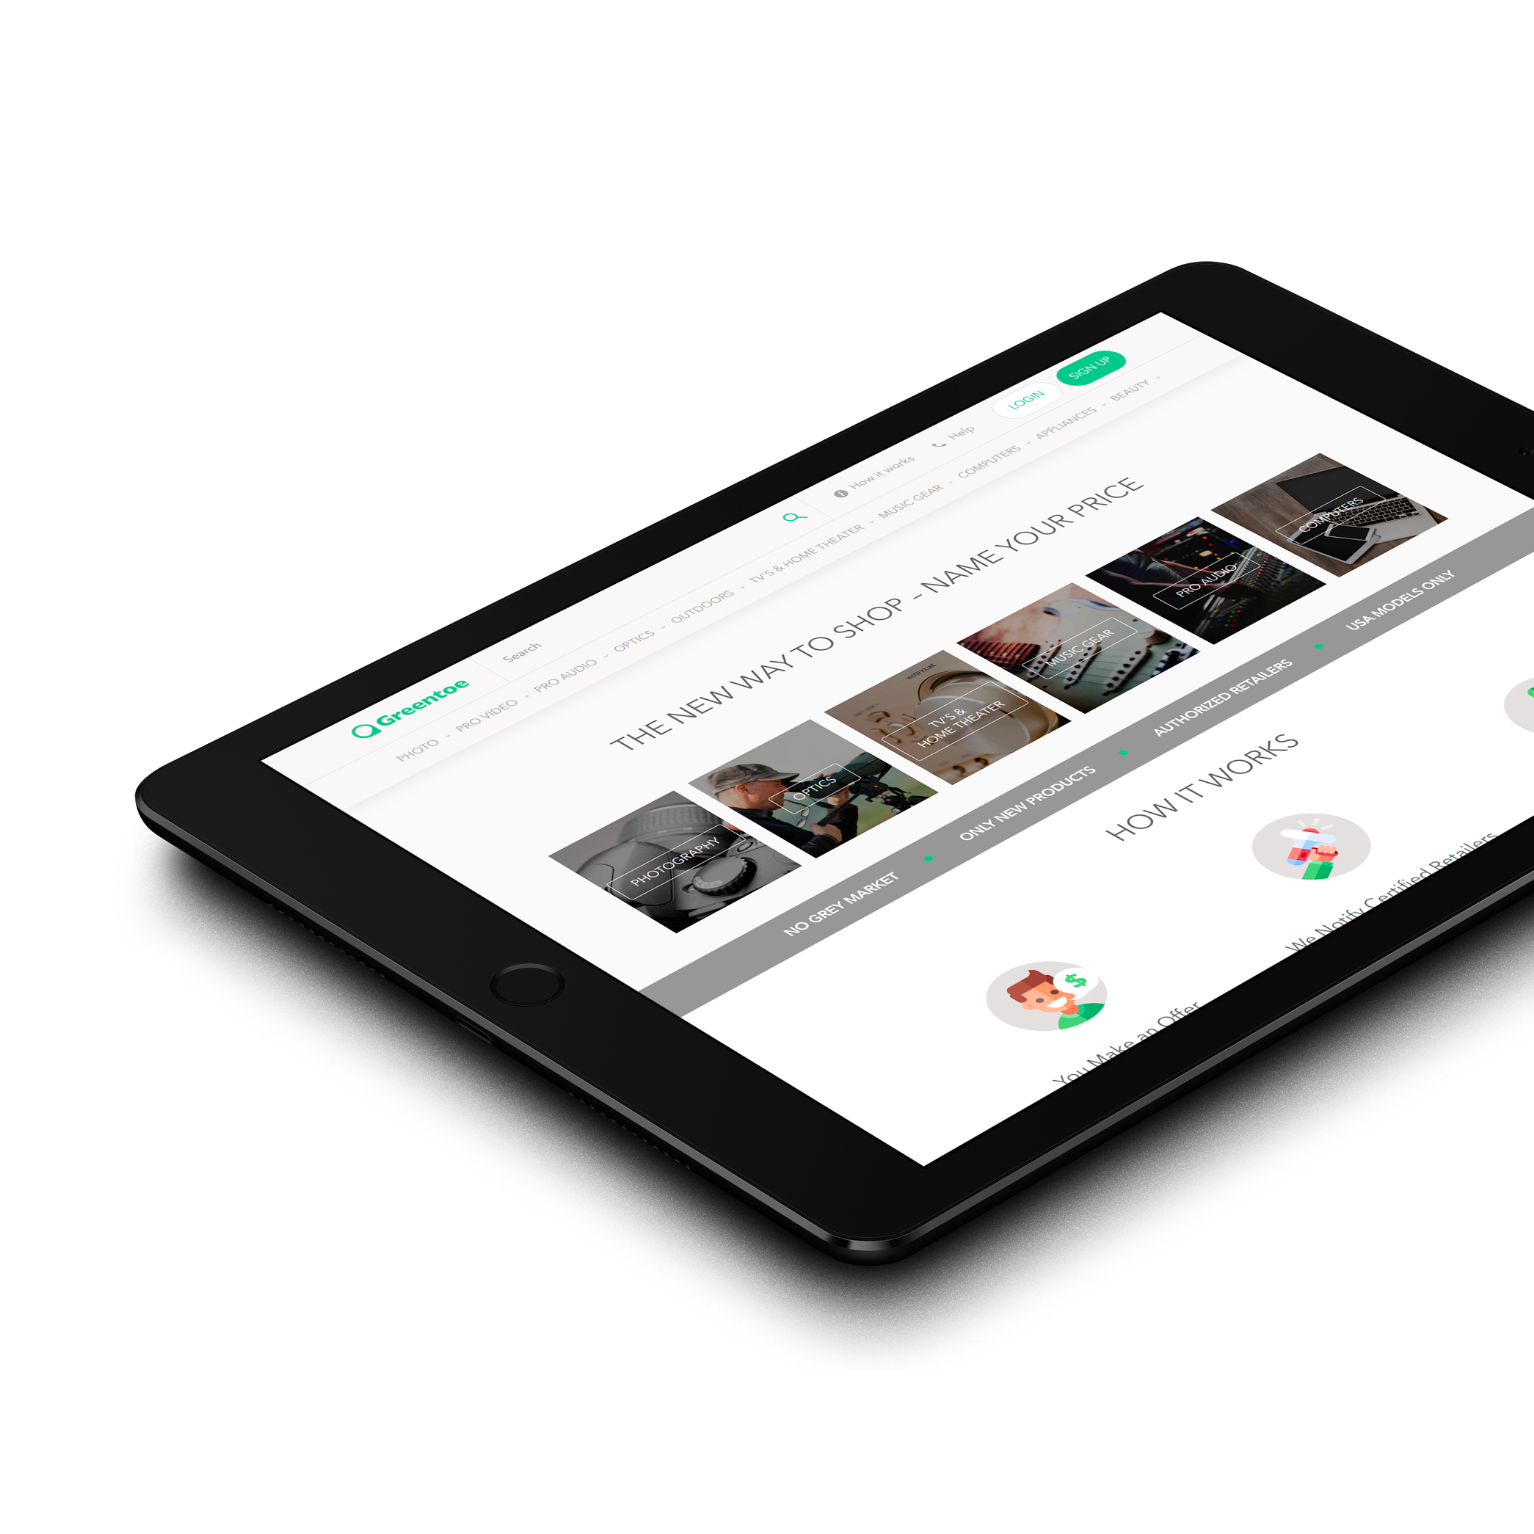 Greentoe
Search
How it works
Help
LOGIN
SIGN UP
PHOTO
PRO VIDEO
PRO AUDIO
OPTICS
OUTDOORS
TV'S & HOME THEATER
MUSIC GEAR
COMPUTERS
APPLIANCES
BEAUTY
THE NEW WAY TO SHOP - NAME YOUR PRICE
PHOTOGRAPHY
OPTICS
TV'S &
HOME THEATER
MUSIC GEAR
PRO AUDIO
COMPUTERS
NO GREY MARKET
ONLY NEW PRODUCTS
AUTHORIZED RETAILERS
USA MODELS ONLY
HOW IT WORKS
$
You Make an Offer
We Notify Certified Retailers